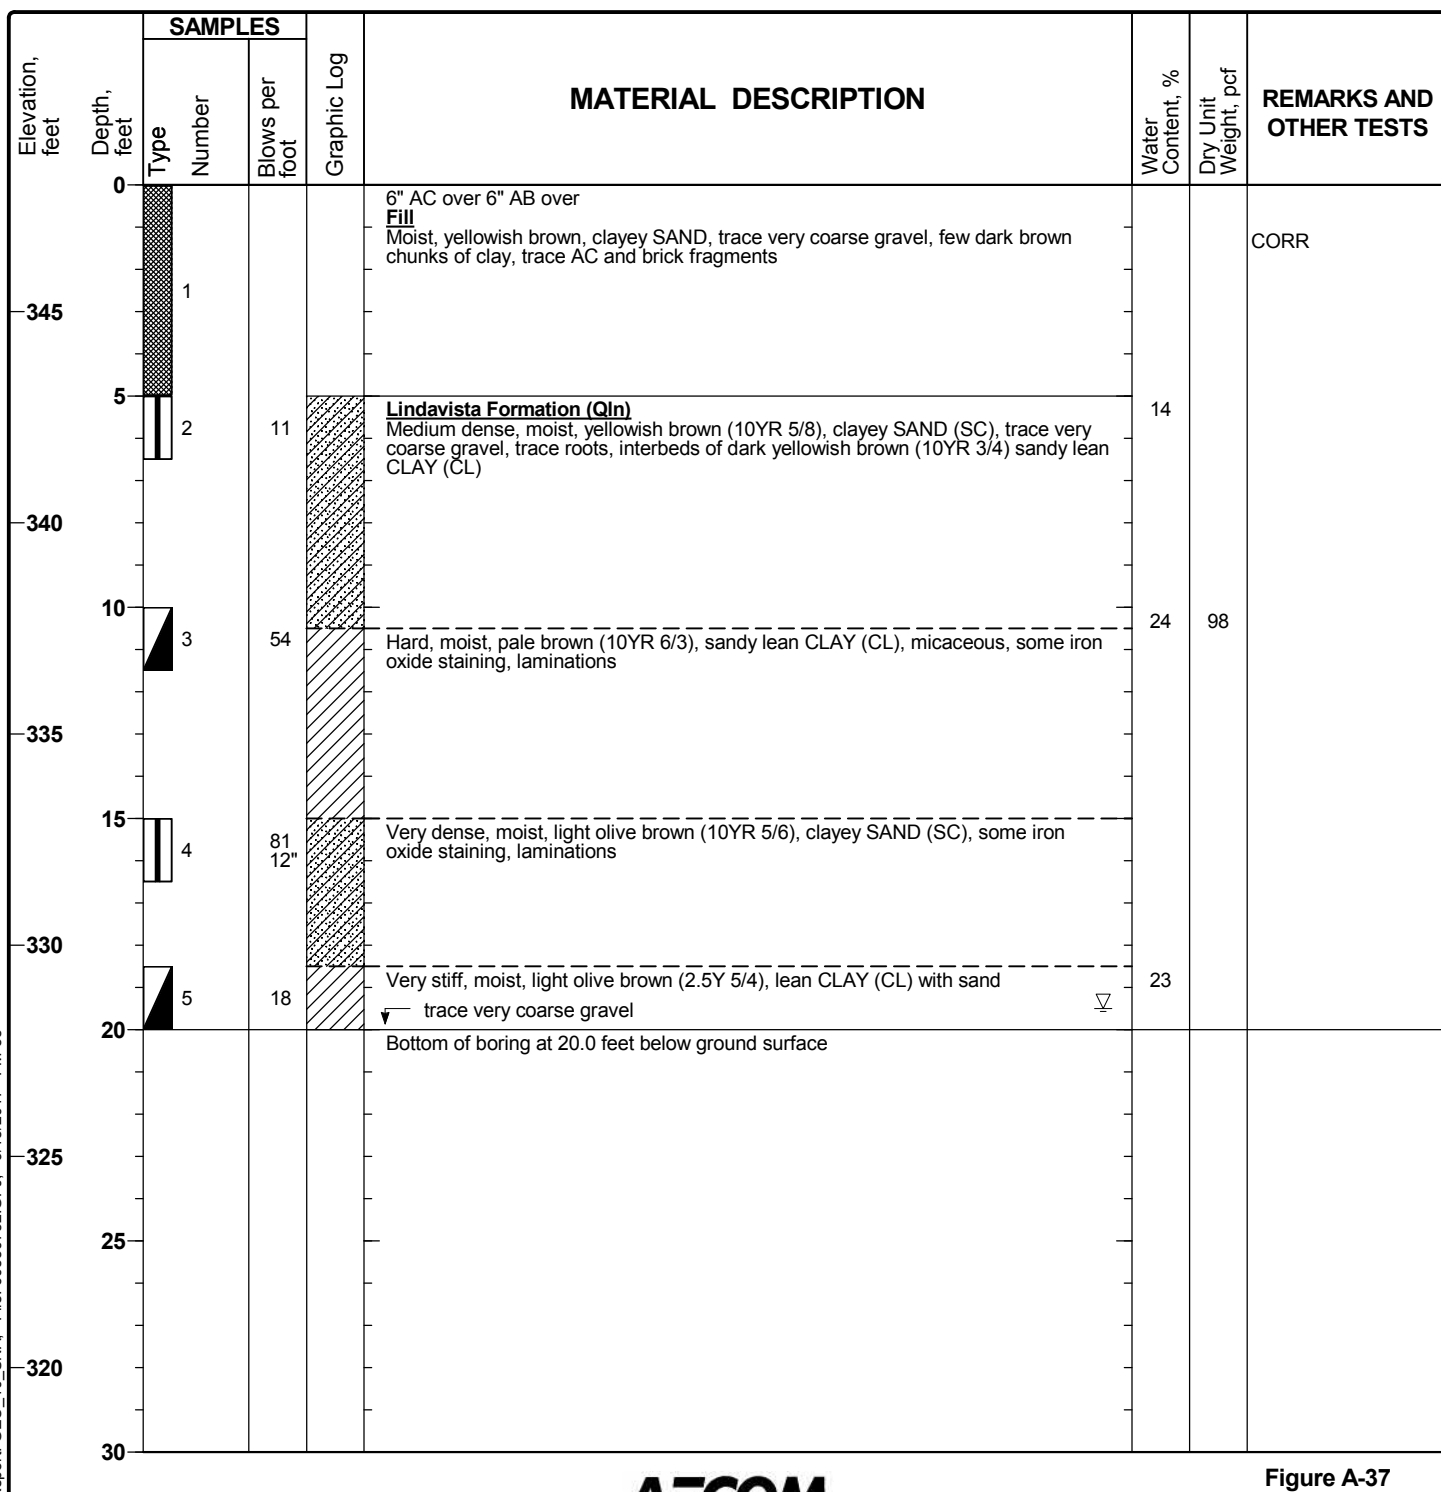 SAMPLES
Elevation, feet
Depth, feet
Type
Number
Blows per foot
Graphic Log
MATERIAL DESCRIPTION
Water Content, %
Dry Unit Weight, pcf
REMARKS AND
OTHER TESTS
0
6" AC over 6" AB over
Fill
Moist, yellowish brown, clayey SAND, trace very coarse gravel, few dark brown
chunks of clay, trace AC and brick fragments
CORR
1
345
5
Lindavista Formation (Qln)
14
2
11
Medium dense, moist, yellowish brown (10YR 5/8), clayey SAND (SC), trace very
coarse gravel, trace roots, interbeds of dark yellowish brown (10YR 3/4) sandy lean
CLAY (CL)
340
10
24
98
3
54
Hard, moist, pale brown (10YR 6/3), sandy lean CLAY (CL), micaceous, some iron
oxide staining, laminations
335
15
4
81
12"
Very dense, moist, light olive brown (10YR 5/6), clayey SAND (SC), some iron
oxide staining, laminations
330
Very stiff, moist, light olive brown (2.5Y 5/4), lean CLAY (CL) with sand
23
5
18
trace very coarse gravel
20
Bottom of boring at 20.0 feet below ground surface
325
25
320
30
AECOM
Figure A-37